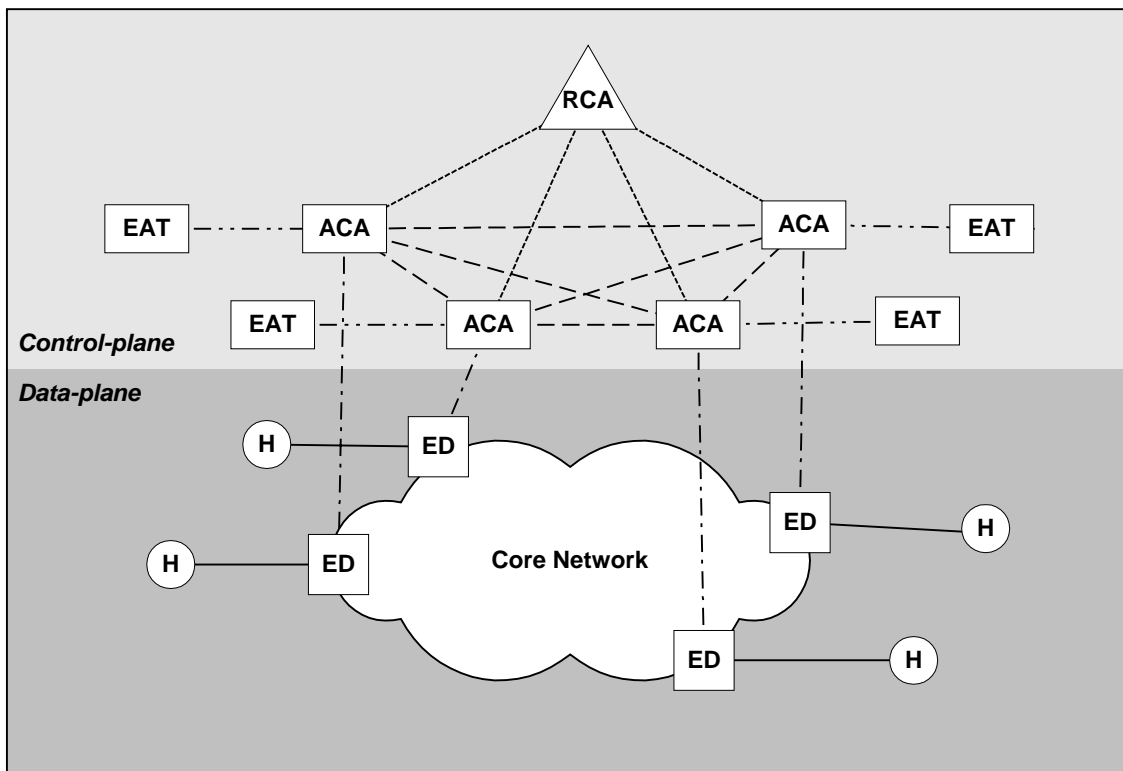 RCA
EAT
ACA
ACA
EAT
EAT
ACA
ACA
EAT
Control-plane
Data-plane
H
ED
ED
H
H
ED
Core Network
ED
H